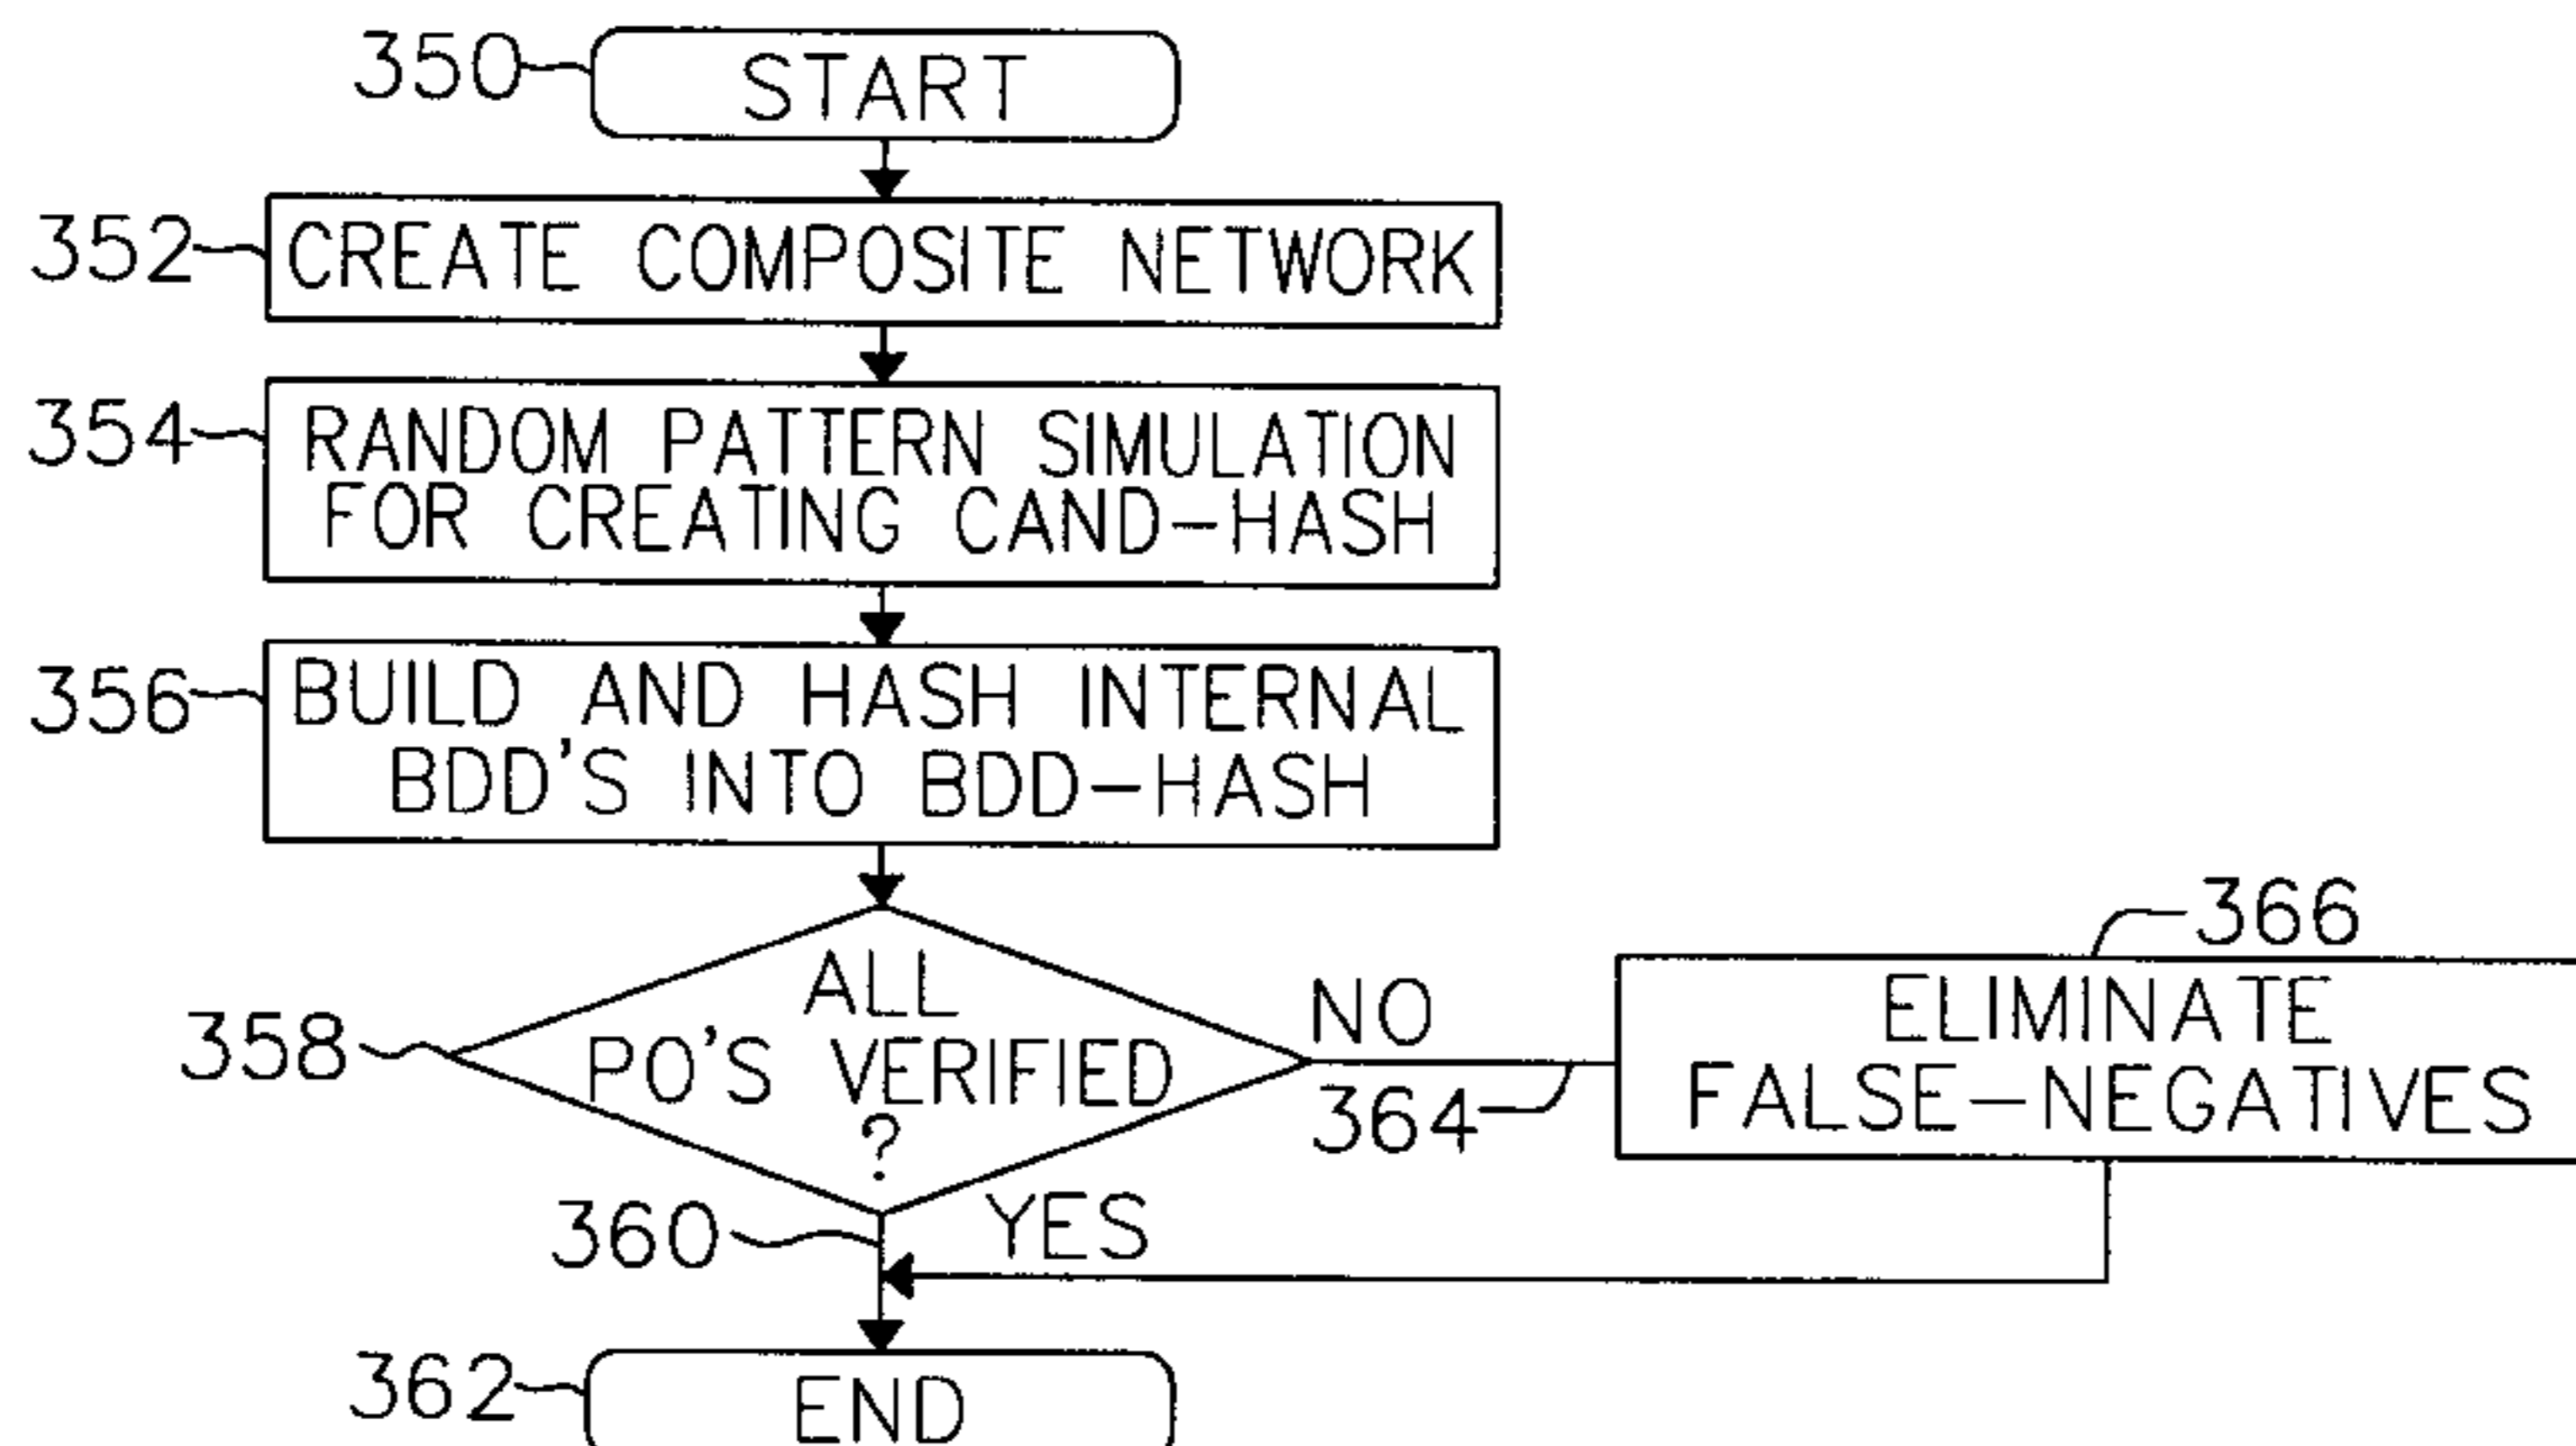 350 START
352 CREATE COMPOSITE NETWORK
354 RANDOM PATTERN SIMULATION
FOR CREATING CAND-HASH
356 BUILD AND HASH INTERNAL
BDD'S INTO BDD-HASH
358 ALL
PO'S VERIFIED
?
NO
364
366
ELIMINATE
FALSE-NEGATIVES
360 YES
362 END